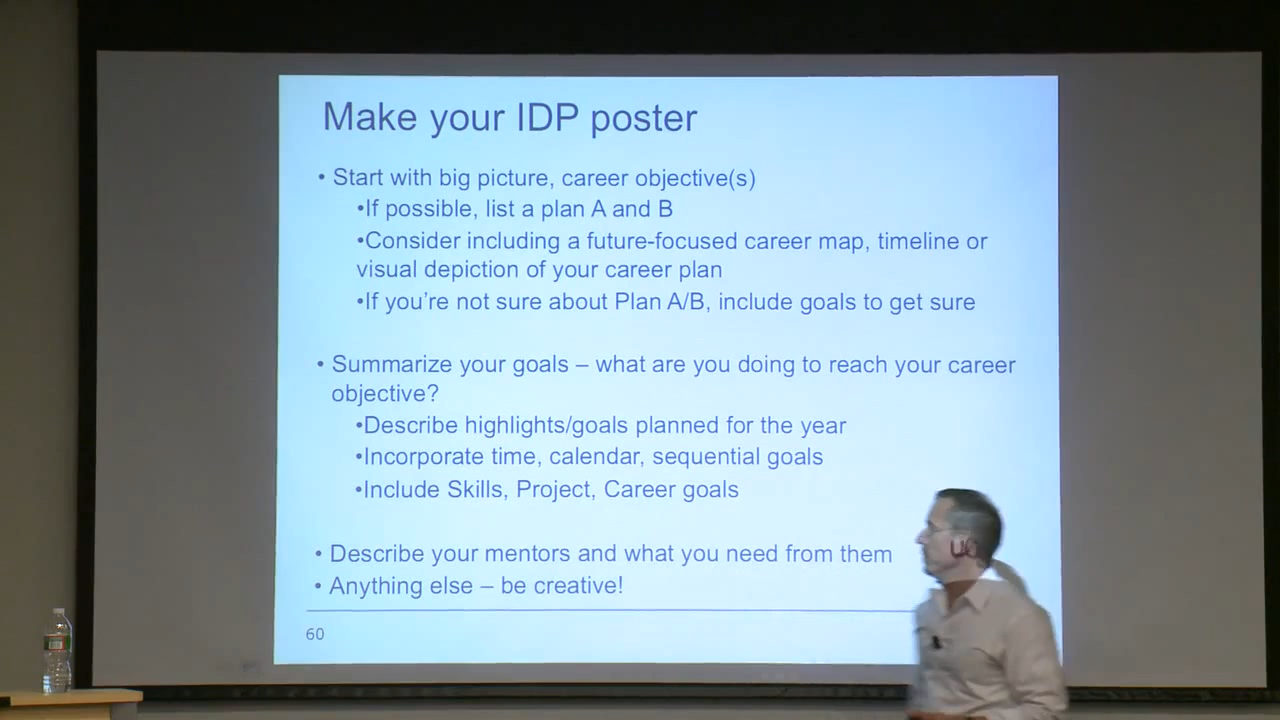 Make your IDP poster
• Start with big picture, career objective(s)
•If possible, list a plan A and B
•Consider including a future-focused career map, timeline or
visual depiction of your career plan
•If you're not sure about Plan A/B, include goals to get sure
• Summarize your goals – what are you doing to reach your career
objective?
•Describe highlights/goals planned for the year
•Incorporate time, calendar, sequential goals
•Include Skills, Project, Career goals
• Describe your mentors and what you need from them
• Anything else – be creative!
60